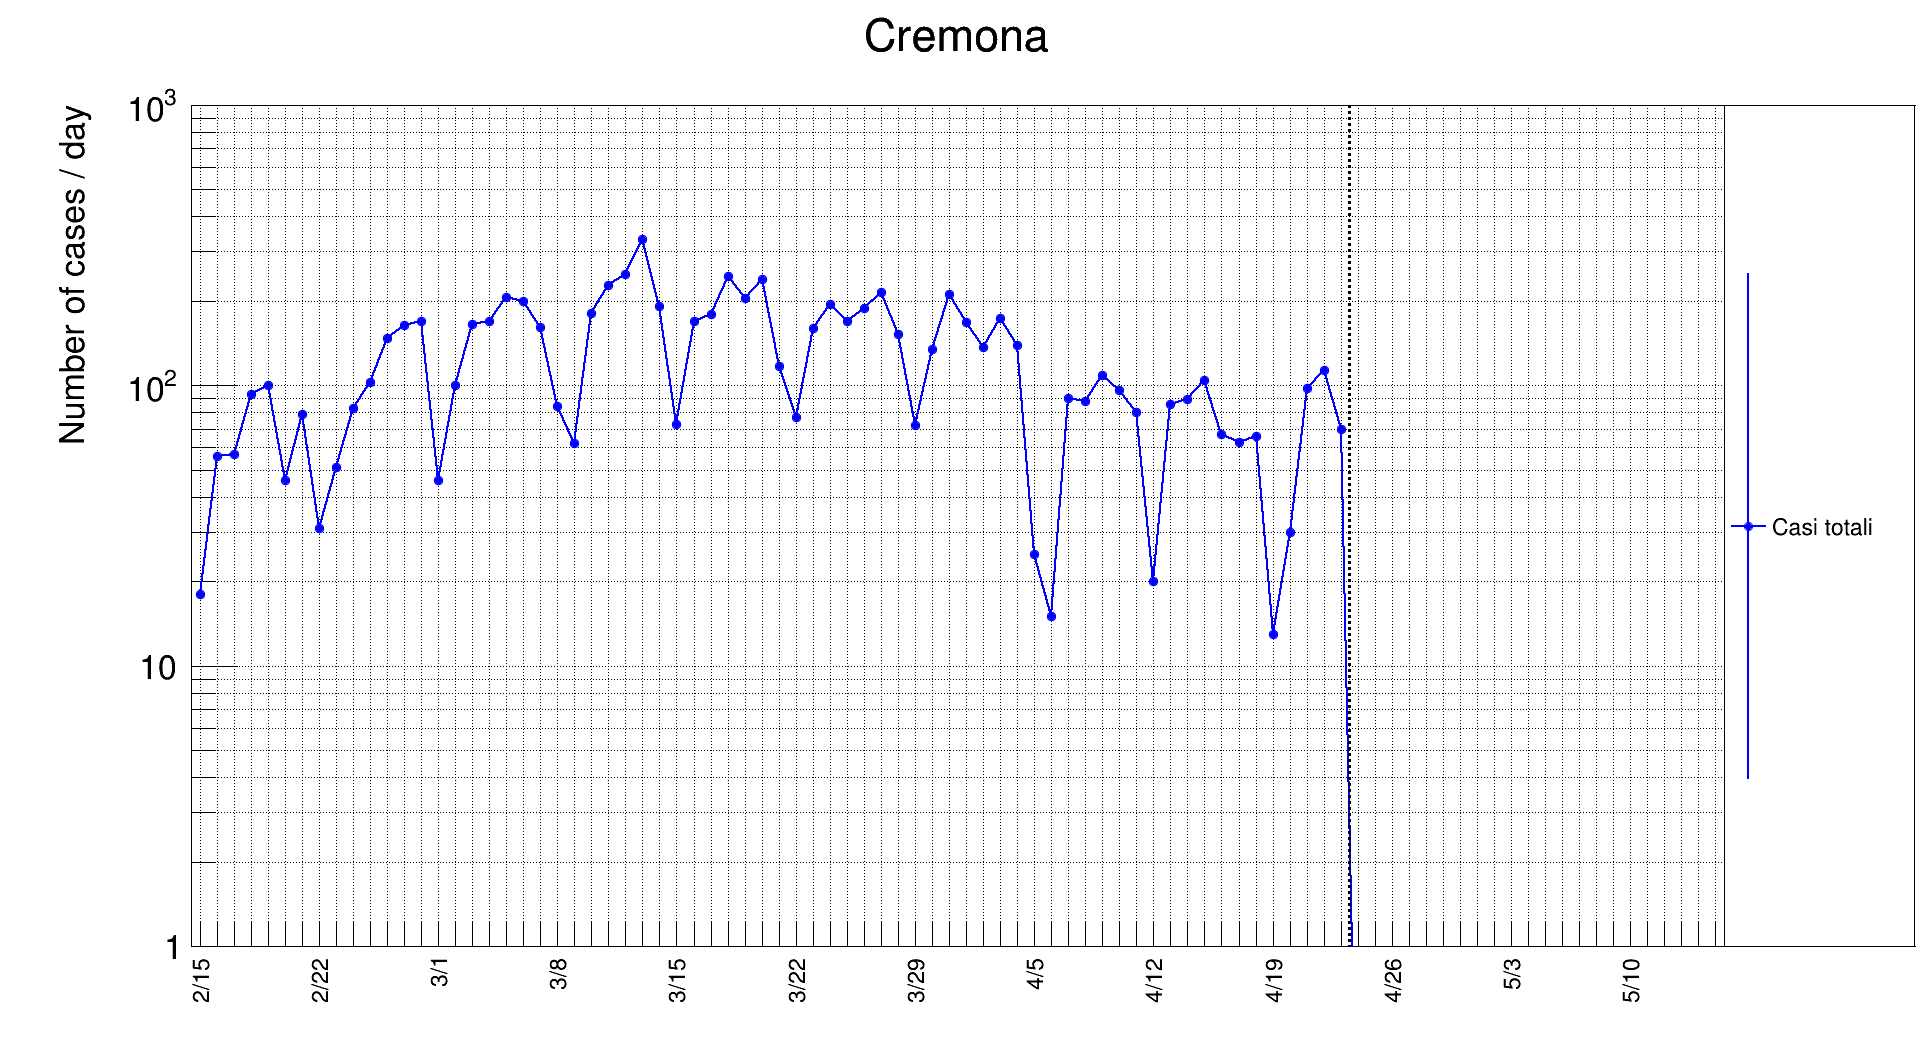 Cremona
Number of cases / day
10³
10²
10
1
2/15 2/22 3/1 3/8 3/15 3/22 3/29 4/5 4/12 4/19 4/26 5/3 5/10
Casi totali